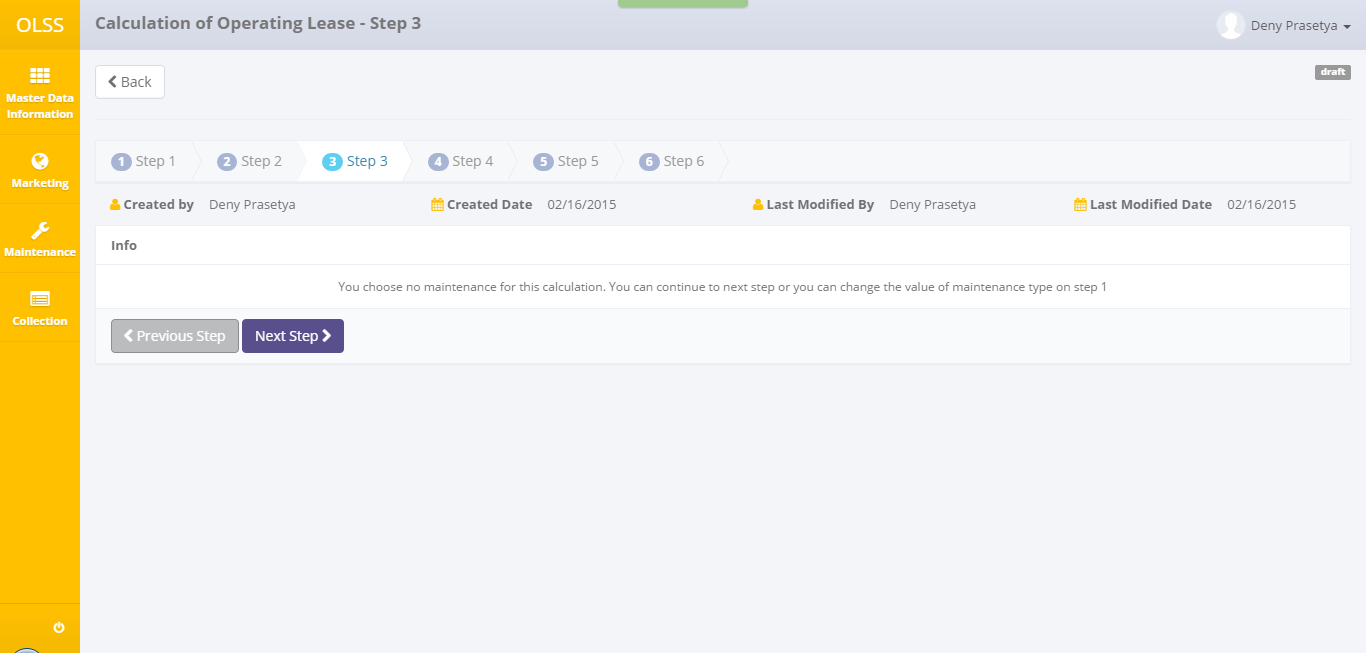 OLSS
Calculation of Operating Lease - Step 3
Deny Prasetya
Master Data
Information
Marketing
Maintenance
Collection
Back
draft
1 Step 1
2 Step 2
3 Step 3
4 Step 4
5 Step 5
6 Step 6
Created by Deny Prasetya
Created Date 02/16/2015
Last Modified By Deny Prasetya
Last Modified Date 02/16/2015
Info
You choose no maintenance for this calculation. You can continue to next step or you can change the value of maintenance type on step 1
Previous Step
Next Step